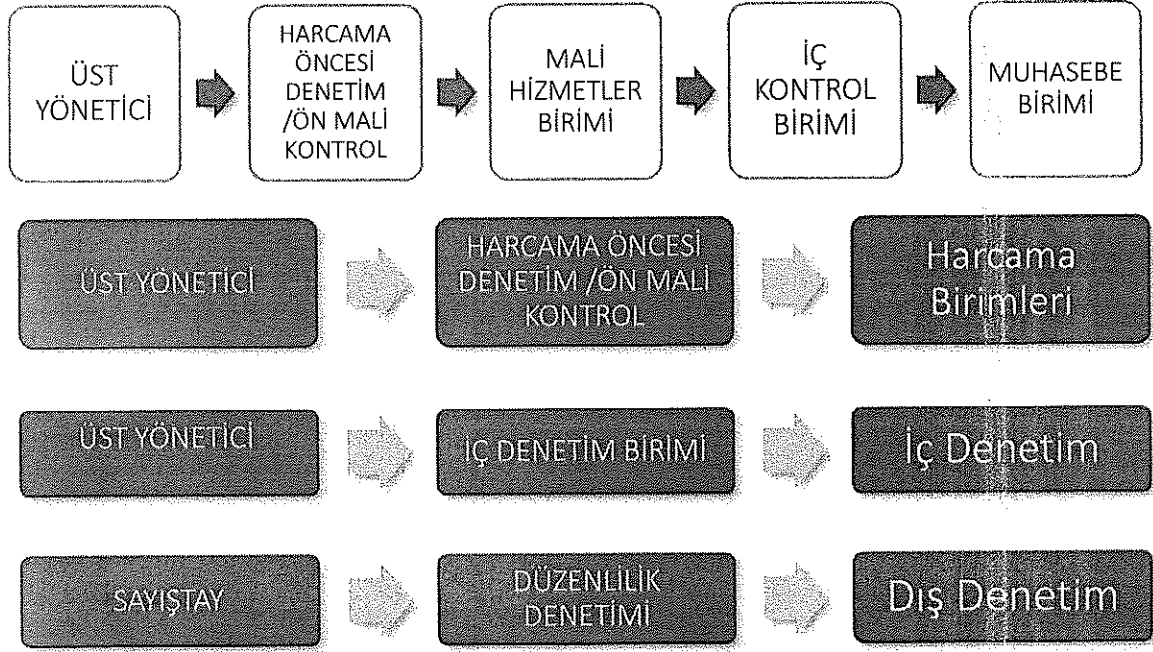 ÜST
YÖNETİCİ
HARCAMA
ÖNCESİ
DENETİM
/ÖN MALİ
KONTROL
MALİ
HİZMETLER
BİRİMİ
İÇ
KONTROL
BİRİMİ
MUHASEBE
BİRİMİ
ÜST YÖNETİCİ
HARCAMA ÖNCESİ
DENETİM /ÖN MALİ
KONTROL
Harcama
Birimleri
ÜST YÖNETİCİ
İÇ DENETİM BİRİMİ
İç Denetim
SAYIŞTAY
DÜZENLİLİK
DENETİMİ
Dış Denetim